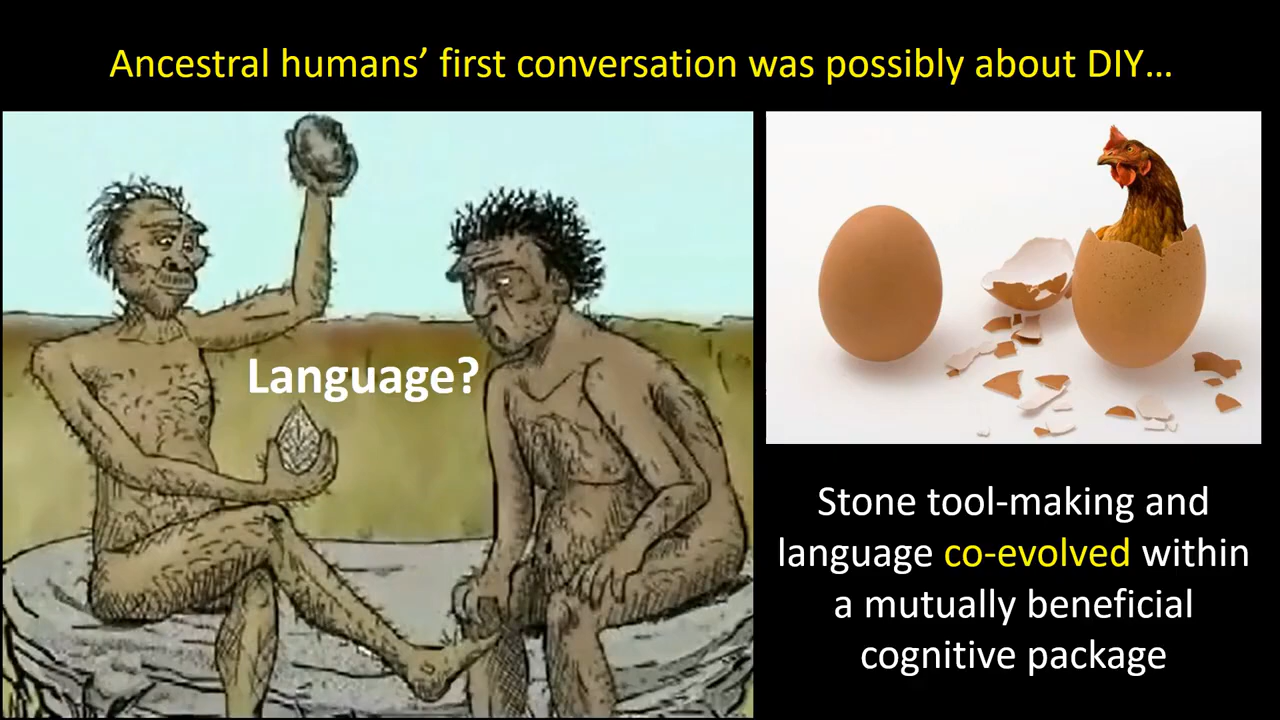 Ancestral humans’ first conversation was possibly about DIY…
Language?
Stone tool-making and
language co-evolved within
a mutually beneficial
cognitive package